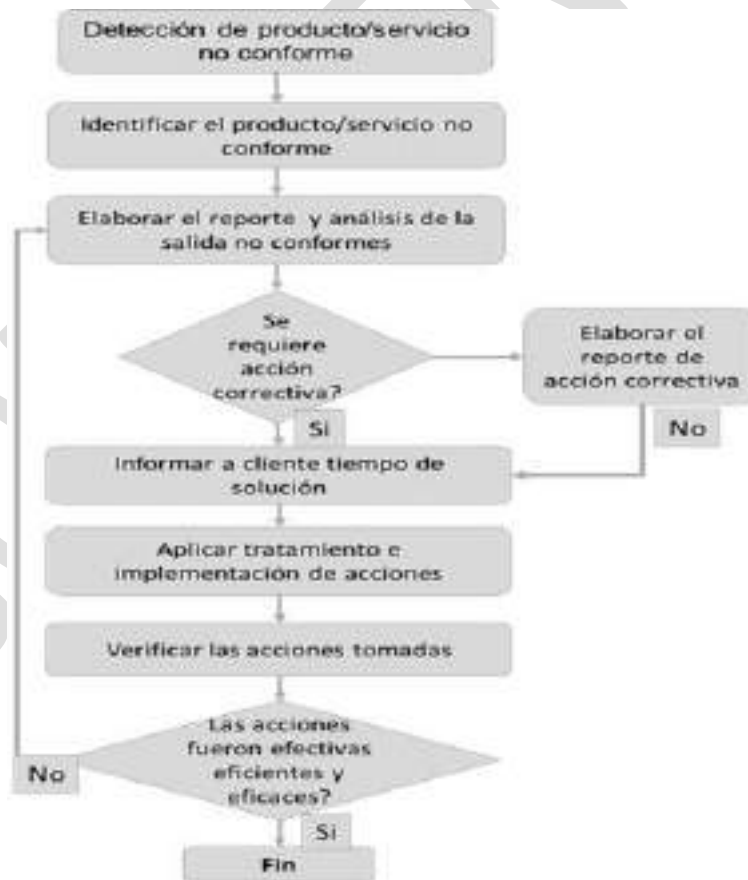 Detección de producto/servicio
no conforme
Identificar el producto/servicio no
conforme
Elaborar el reporte y análisis de la
salida no conformes
Se
requiere
acción
correctiva?
Elaborar el
reporte de
acción correctiva
Si
No
Informar a cliente tiempo de
solución
Aplicar tratamiento e
implementación de acciones
Verificar las acciones tomadas
Las acciones
fueron efectivas
eficientes y
eficaces?
No
Si
Fin